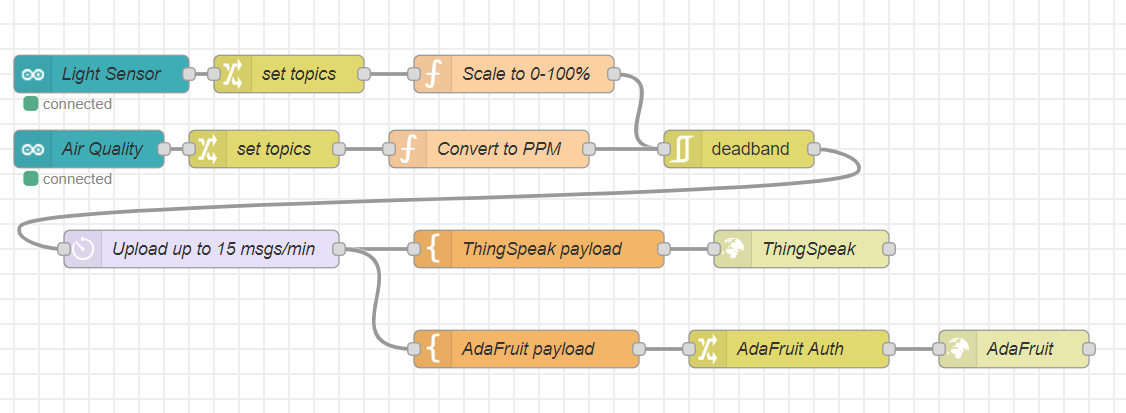 Light Sensor
set topics
Scale to 0-100%
connected
Air Quality
set topics
Convert to PPM
deadband
connected
Upload up to 15 msgs/min
ThingSpeak payload
ThingSpeak
AdaFruit payload
AdaFruit Auth
AdaFruit